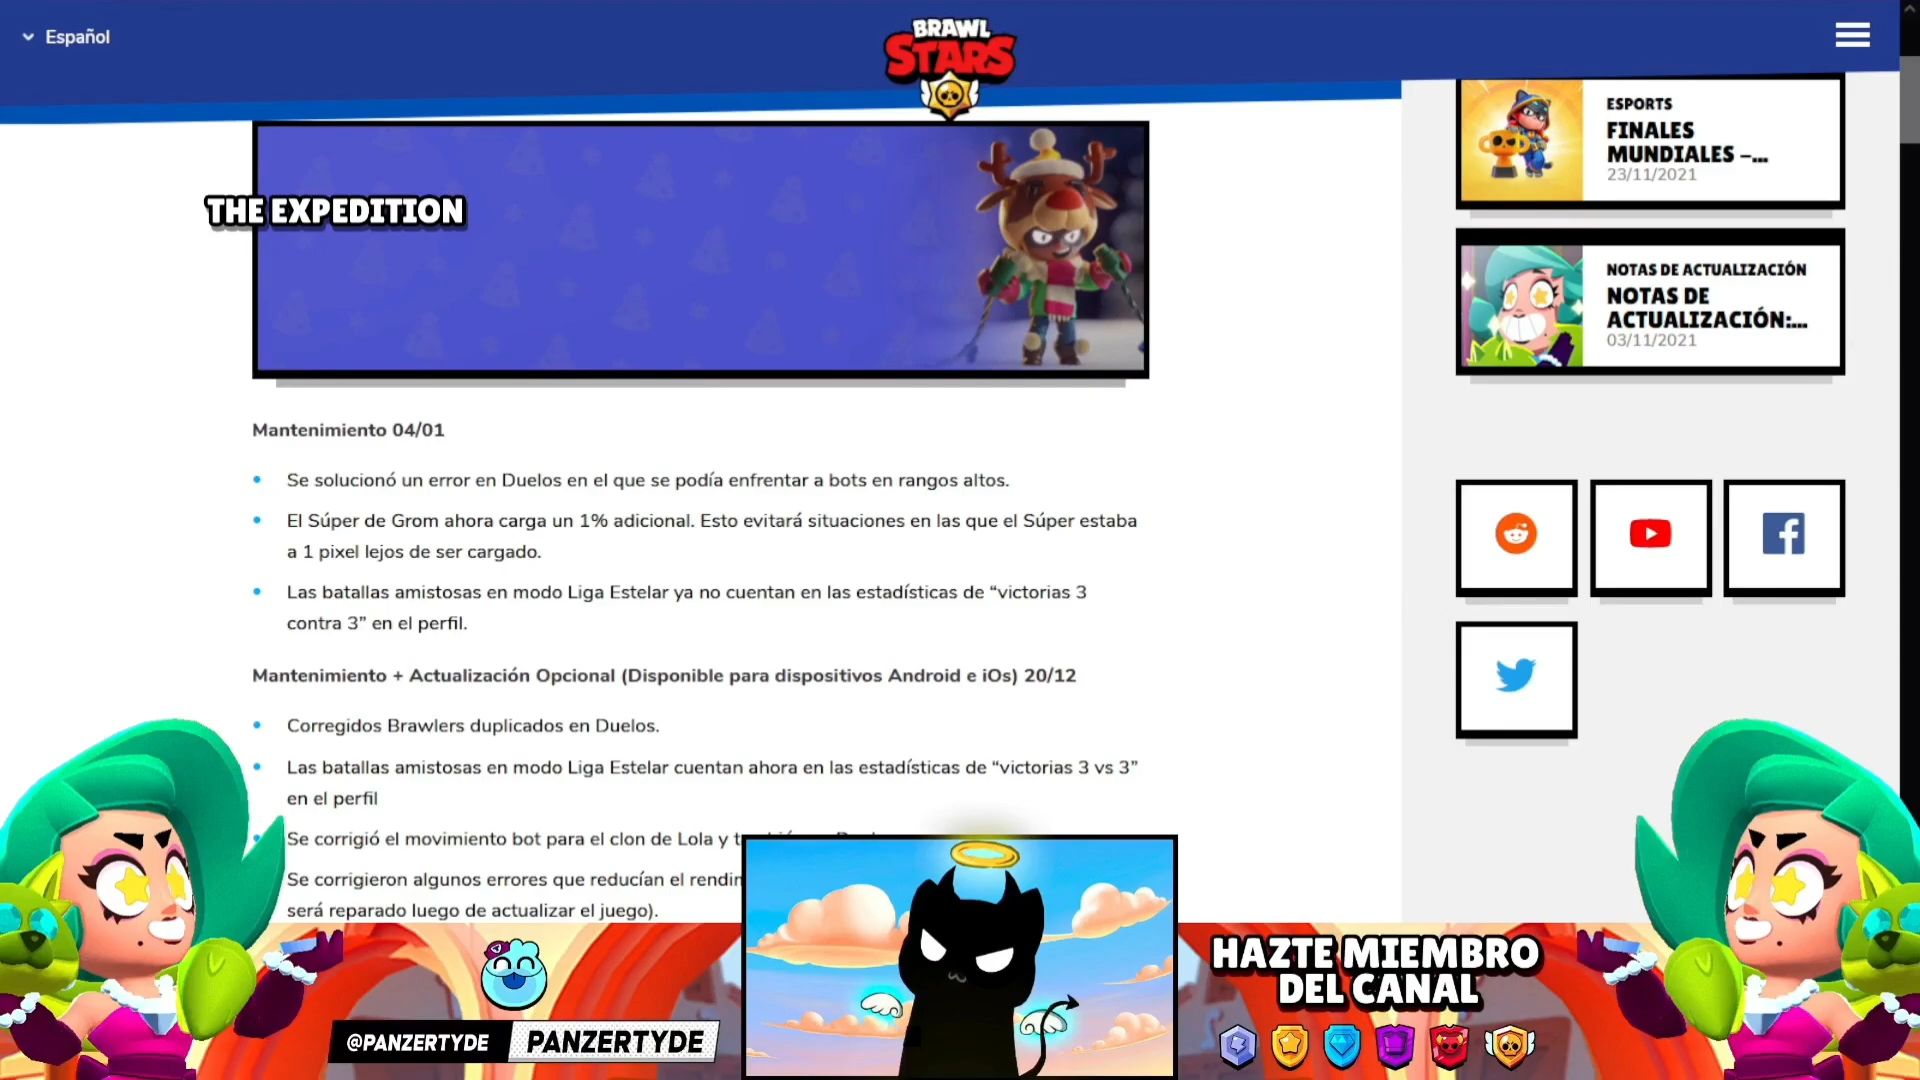 Español
BRAWL
STARS
THE EXPEDITION
Mantenimiento 04/01
Se solucionó un error en Duelos en el que se podía enfrentar a bots en rangos altos.
El Súper de Grom ahora carga un 1% adicional. Esto evitará situaciones en las que el Súper estaba
a 1 pixel lejos de ser cargado.
Las batallas amistosas en modo Liga Estelar ya no cuentan en las estadísticas de “victorias 3
contra 3” en el perfil.
Mantenimiento + Actualización Opcional (Disponible para dispositivos Android e iOs) 20/12
Corregidos Brawlers duplicados en Duelos.
Las batallas amistosas en modo Liga Estelar cuentan ahora en las estadísticas de “victorias 3 vs 3”
en el perfil
Se corrigió el movimiento bot para el clon de Lola y
Se corrigieron algunos errores que reducían el
será reparado luego de actualizar el juego).
ESPORTS
FINALES
MUNDIALES –...
23/11/2021
NOTAS DE ACTUALIZACIÓN
NOTAS DE
ACTUALIZACIÓN:...
03/11/2021
@PANZERTYDE
PANZERTYDE
HAZTE MIEMBRO
DEL CANAL